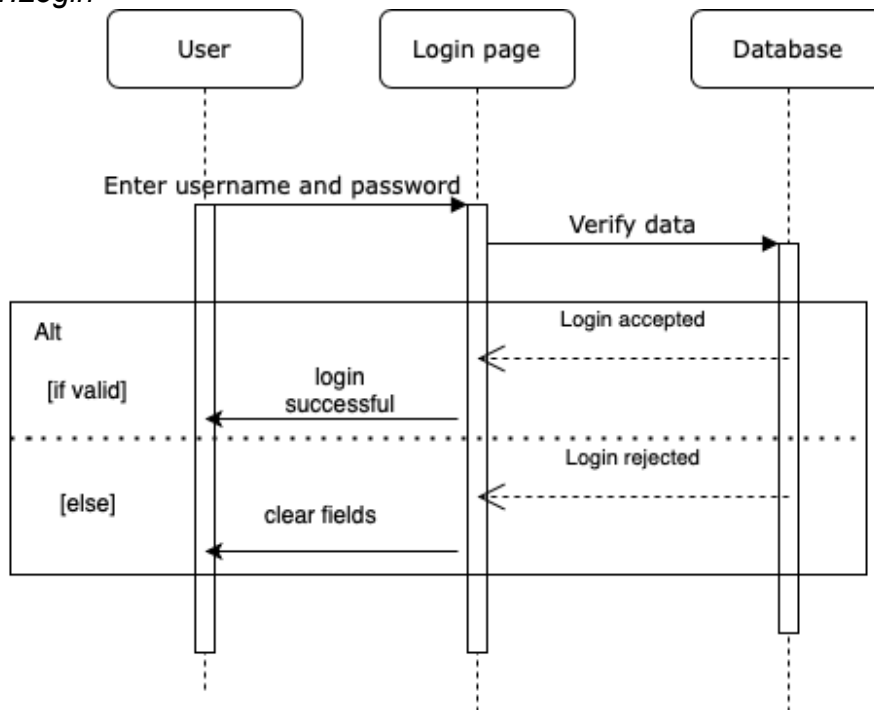 Login
User
Login page
Database
Enter username and password
Verify data
Alt
Login accepted
[if valid]
login
successful
Login rejected
[else]
clear fields